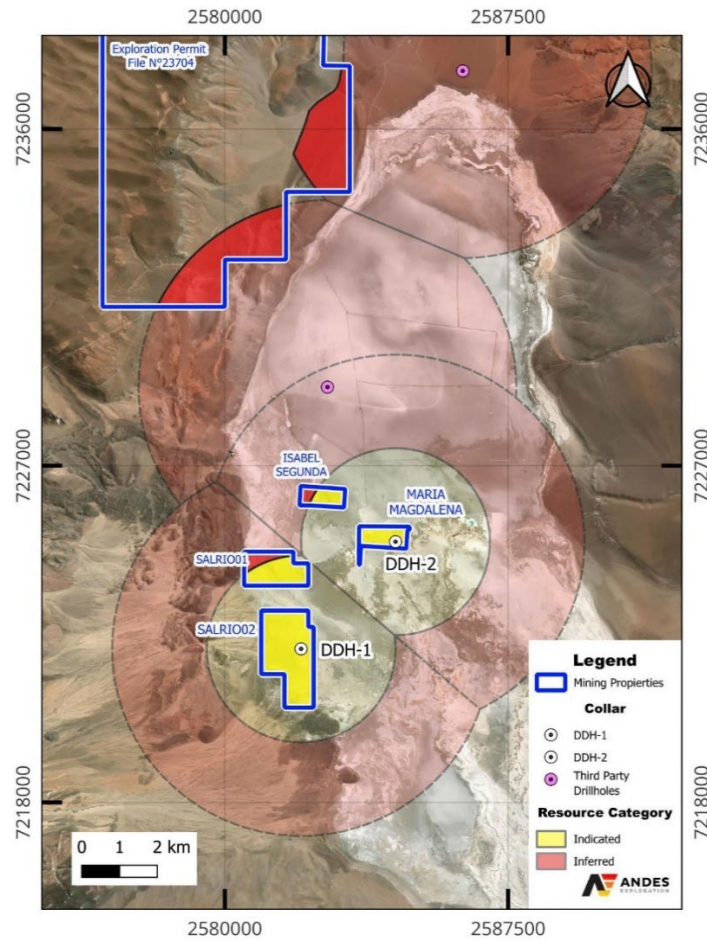 2580000 2587500
Exploration Permit
File N°23704
7236000 7236000
7227000 7227000
ISABEL
SEGUNDA
MARIA
MAGDALENA
SALRIO01
DDH-2
SALRIO02
DDH-1
7218000 7218000
0 1 2 km
Legend
Mining Propierties
Collar
DDH-1
DDH-2
Third Party
Drillholes
Resource Category
Indicated
Inferred
ANDES
EXPLORATION
2580000 2587500